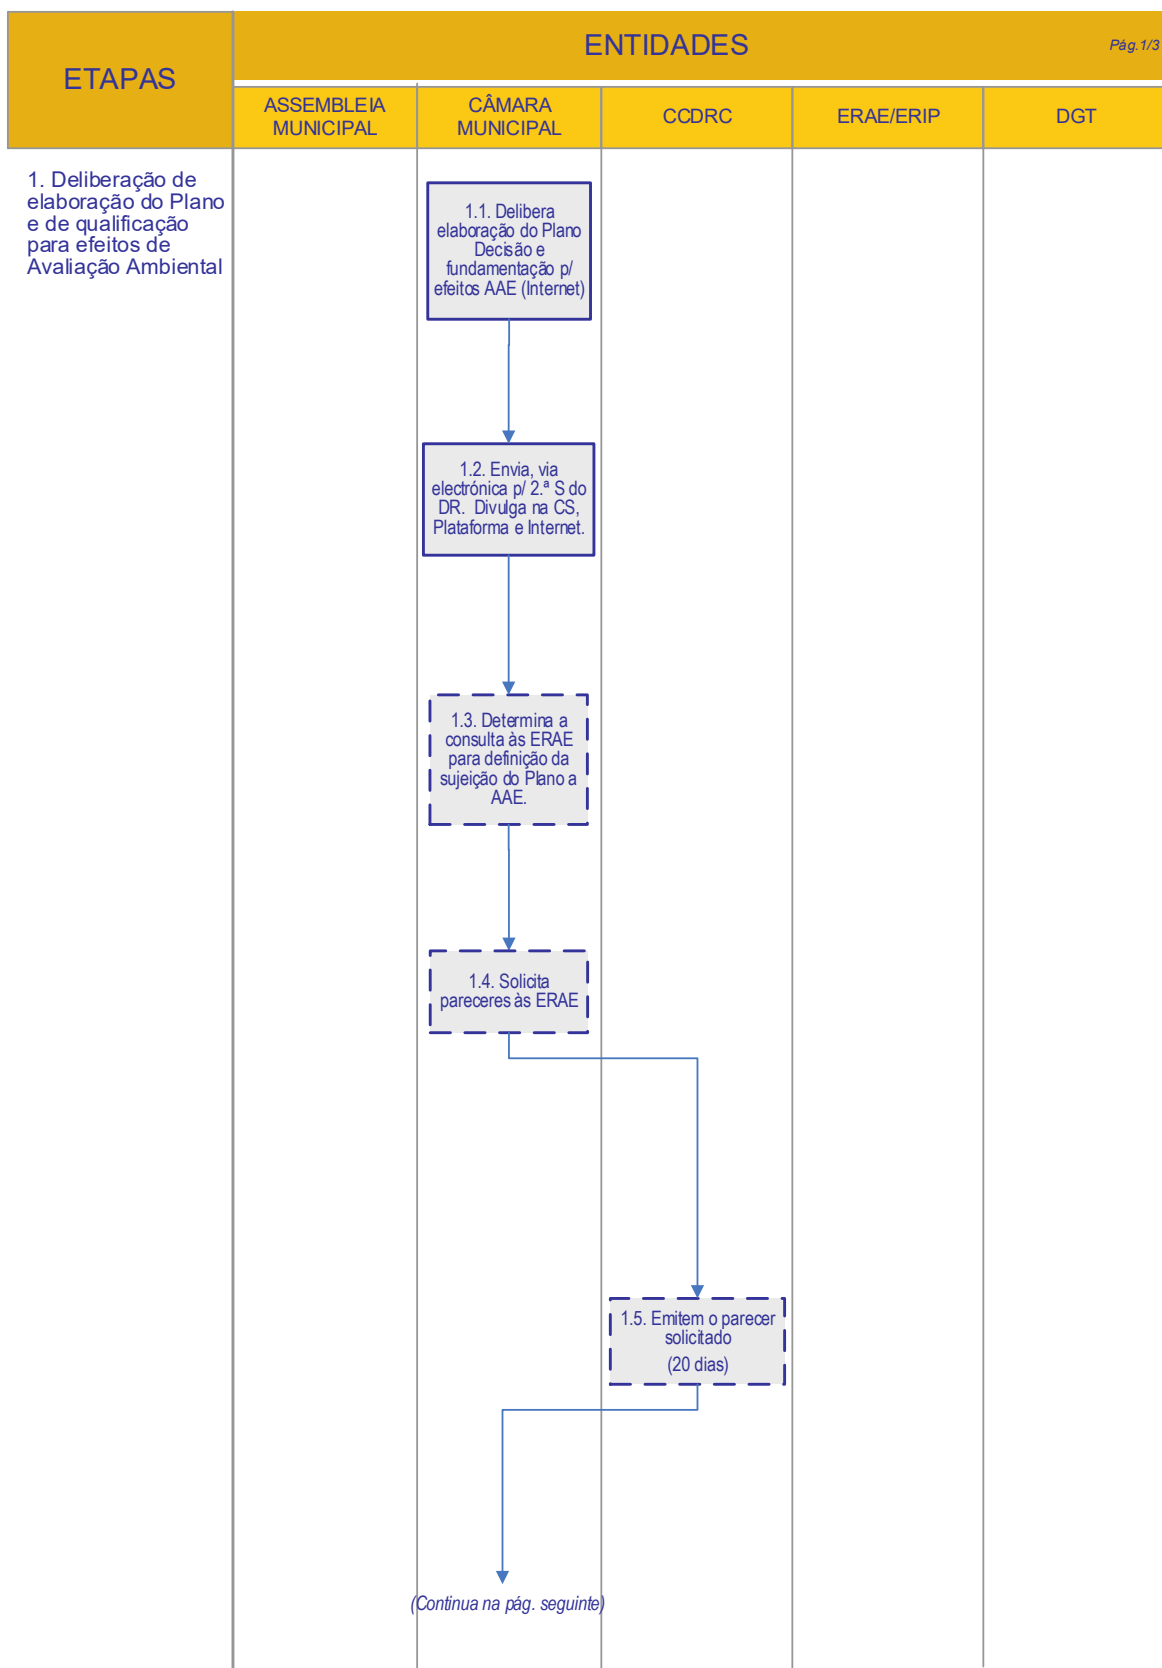 ETAPAS
ENTIDADES
Pág.1/3
ASSEMBLEIA
MUNICIPAL
CÂMARA
MUNICIPAL
CCDRC
ERAE/ERIP
DGT
1. Deliberação de
elaboração do Plano
e de qualificação
para efeitos de
Avaliação Ambiental
1.1. Delibera
elaboração do Plano
Decisão e
fundamentação p/
efeitos AAE (Internet)
1.2. Envia, via
electrónica p/ 2.ª S do
DR. Divulga na CS,
Plataforma e Internet.
1.3. Determina a
consulta às ERAE
para definição da
sujeição do Plano a
AAE.
1.4. Solicita
pareceres às ERAE
1.5. Emitem o parecer
solicitado
(20 dias)
(Continua na pág. seguinte)